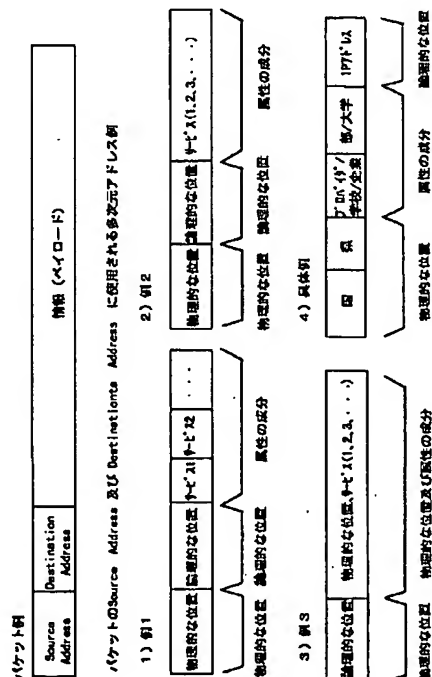 パケット例
Source Address
Destination Address
情報 (ペイロード)
パケットのSource Address 及び Destinationte Address に使用される多次元アドレス例
1) 例1
物理的な位置 論理的な位置 ｻｰﾋﾞｽ1 ｻｰﾋﾞｽ2 ・・・
物理的な位置 論理的な位置 属性の成分
2) 例2
物理的な位置 論理的な位置 ｻｰﾋﾞｽ(1,2,3,・・・)
物理的な位置 論理的な位置 属性の成分
3) 例3
論理的な位置 物理的な位置、ｻｰﾋﾞｽ(1,2,3,・・・)
論理的な位置 物理的な位置及び属性の成分
4) 具体例
国 県 ﾌﾟﾛﾊﾞｲﾀﾞ/学校/企業 部/大学 IPｱﾄﾞﾚｽ
物理的な位置 属性の成分 論理的な位置